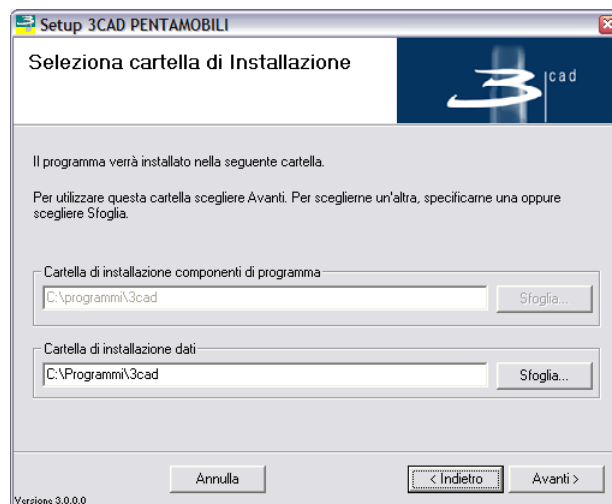 Setup 3CAD PENTAMOBILI
Seleziona cartella di Installazione
3 cad
Il programma verrà installato nella seguente cartella.
Per utilizzare questa cartella scegliere Avanti. Per sceglierne un'altra, specificarne una oppure
scegliere Sfoglia.
Cartella di installazione componenti di programma
C:\programmi\3cad
Sfoglia...
Cartella di installazione dati
C:\Programmi\3cad
Sfoglia...
Annulla
< Indietro
Avanti >
Versione 3.0.0.0